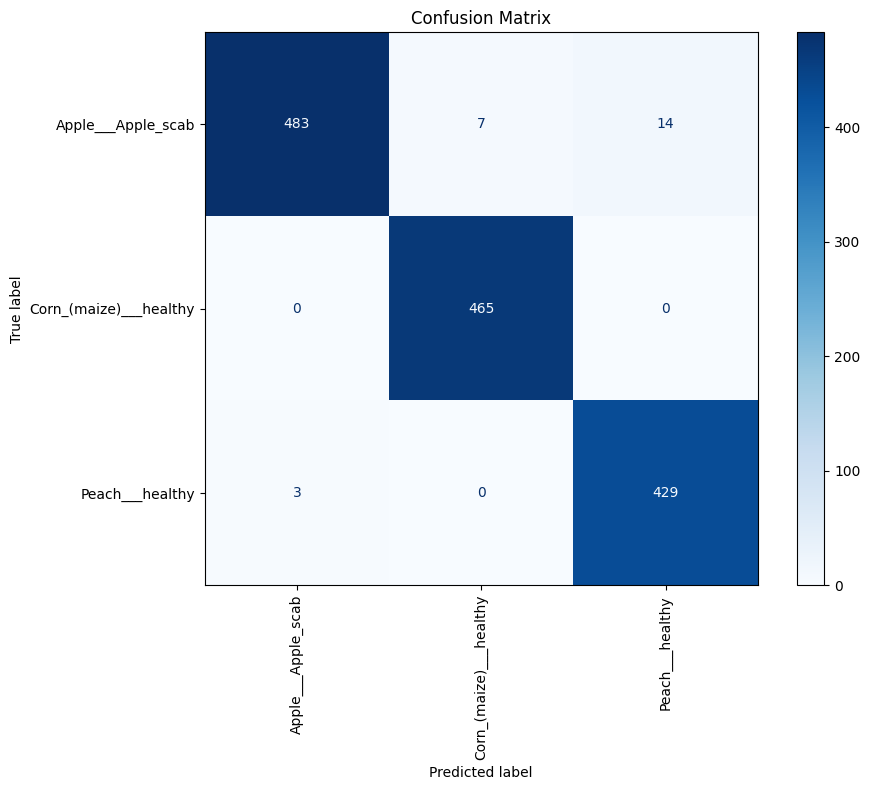 Confusion Matrix
True label
Apple___Apple_scab
483 7 14
Corn_(maize)___healthy
0 465 0
Peach___healthy
3 0 429
400
300
200
100
0
Apple___Apple_scab
Corn_(maize)___healthy
Peach___healthy
Predicted label